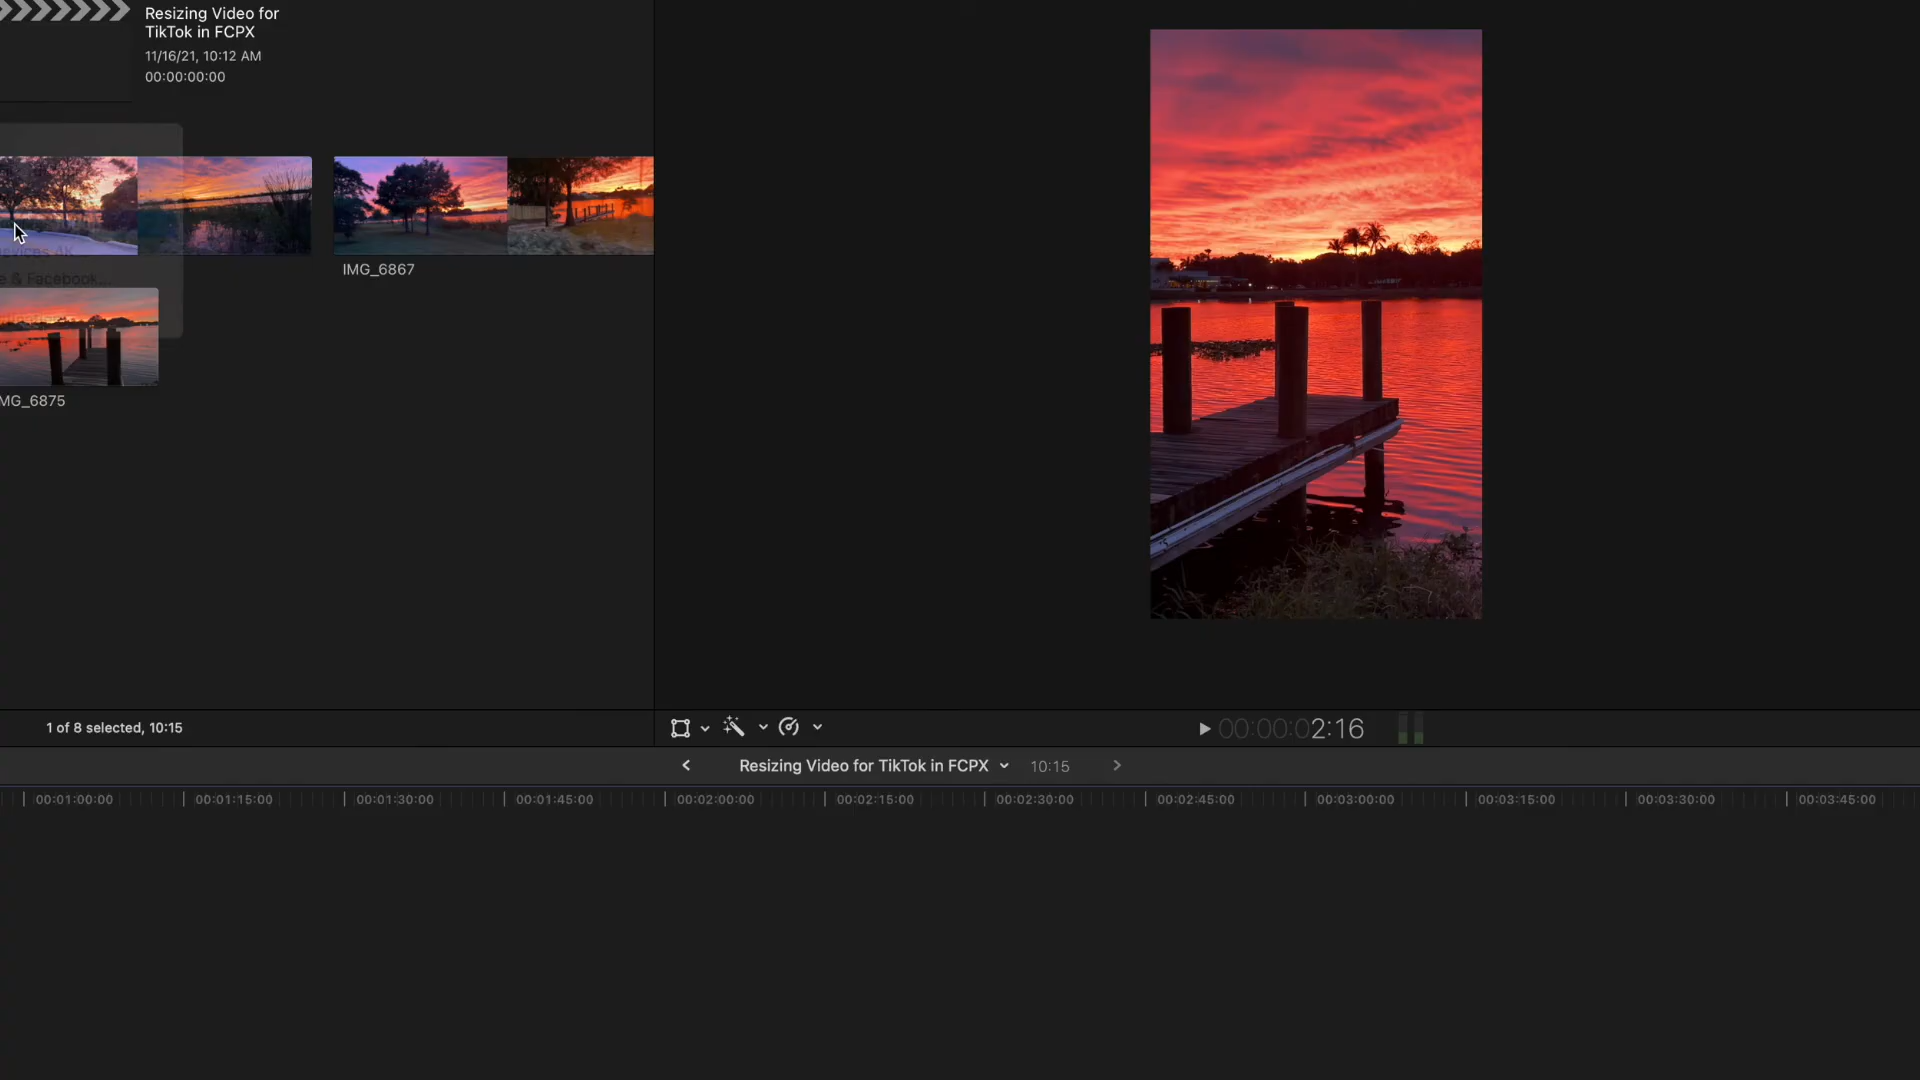 Resizing Video for
TikTok in FCPX
11/16/21, 10:12 AM
00:00:00:00
& Facebook...
IMG_6867
MG_6875
1 of 8 selected, 10:15
00:00:02:16
Resizing Video for TikTok in FCPX
10:15
00:01:00:00
00:01:15:00
00:01:30:00
00:01:45:00
00:02:00:00
00:02:15:00
00:02:30:00
00:02:45:00
00:03:00:00
00:03:15:00
00:03:30:00
00:03:45:00